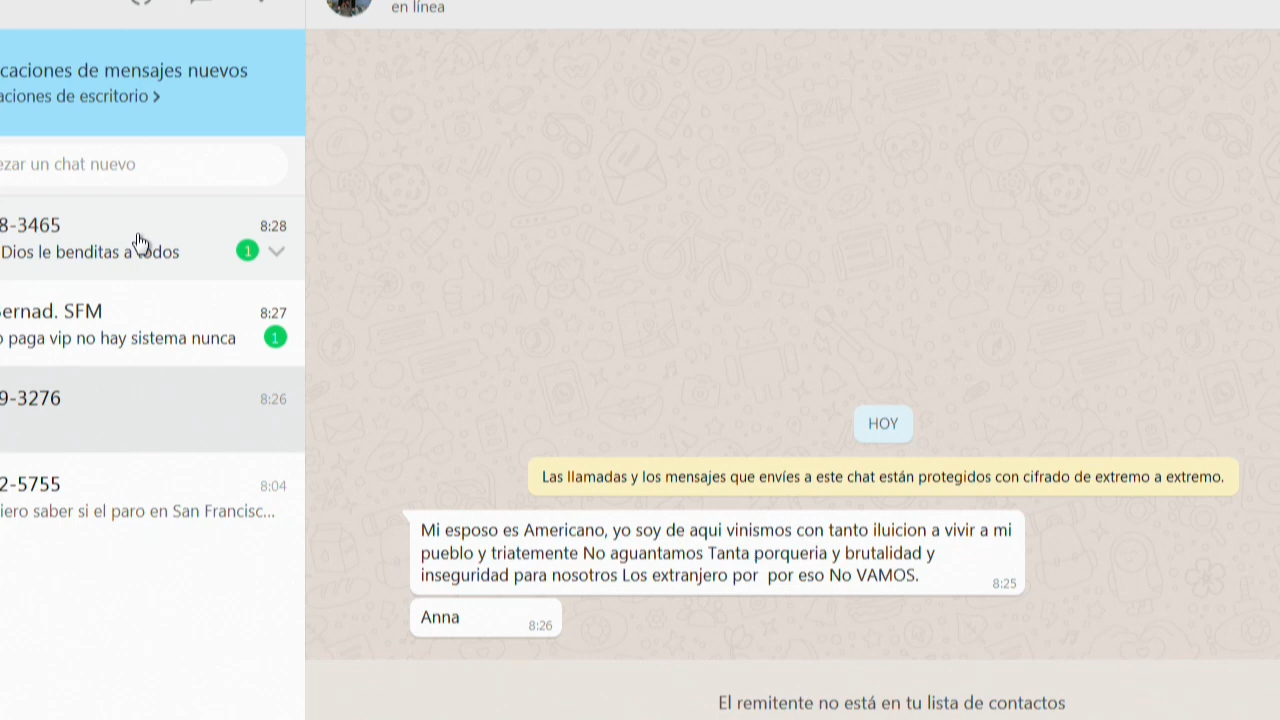 en línea
caciones de mensajes nuevos
aciones de escritorio >
ezar un chat nuevo
8-3465 8:28
Dios le benditas a todos 1
ernad. SFM 8:27
o paga vip no hay sistema nunca 1
9-3276 8:26
2-5755 8:04
iero saber si el paro en San Francisc...
HOY
Las llamadas y los mensajes que envíes a este chat están protegidos con cifrado de extremo a extremo.
Mi esposo es Americano, yo soy de aqui vinismos con tanto iluicion a vivir a mi
pueblo y triatemente No aguantamos Tanta porqueria y brutalidad y
inseguridad para nosotros Los extranjero por  por eso No VAMOS.
8:25
Anna
8:26
El remitente no está en tu lista de contactos